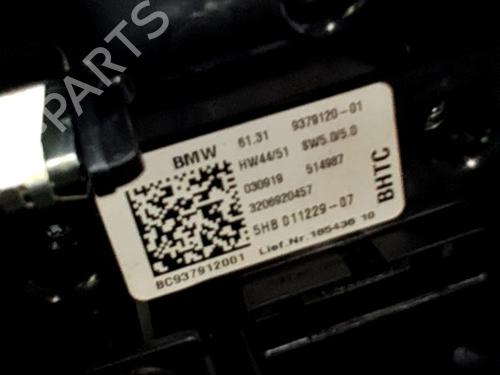 BMW 61.31 9379120-01
HW44/51 SW5.0/5.0
030919 514987
3206920457
5HB 011229-07
Lief.Nr.185436 10
BC937912001
BHTC
B-PARTS